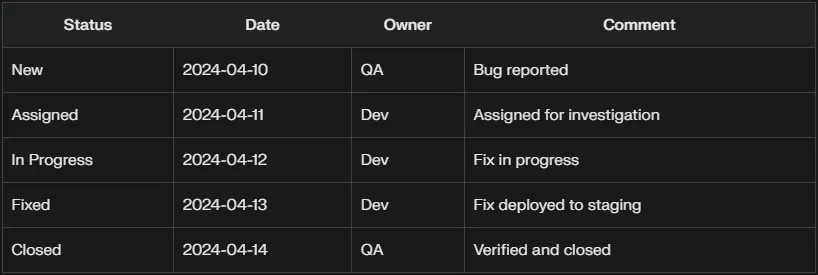 Status Date Owner Comment
New 2024-04-10 QA Bug reported
Assigned 2024-04-11 Dev Assigned for investigation
In Progress 2024-04-12 Dev Fix in progress
Fixed 2024-04-13 Dev Fix deployed to staging
Closed 2024-04-14 QA Verified and closed